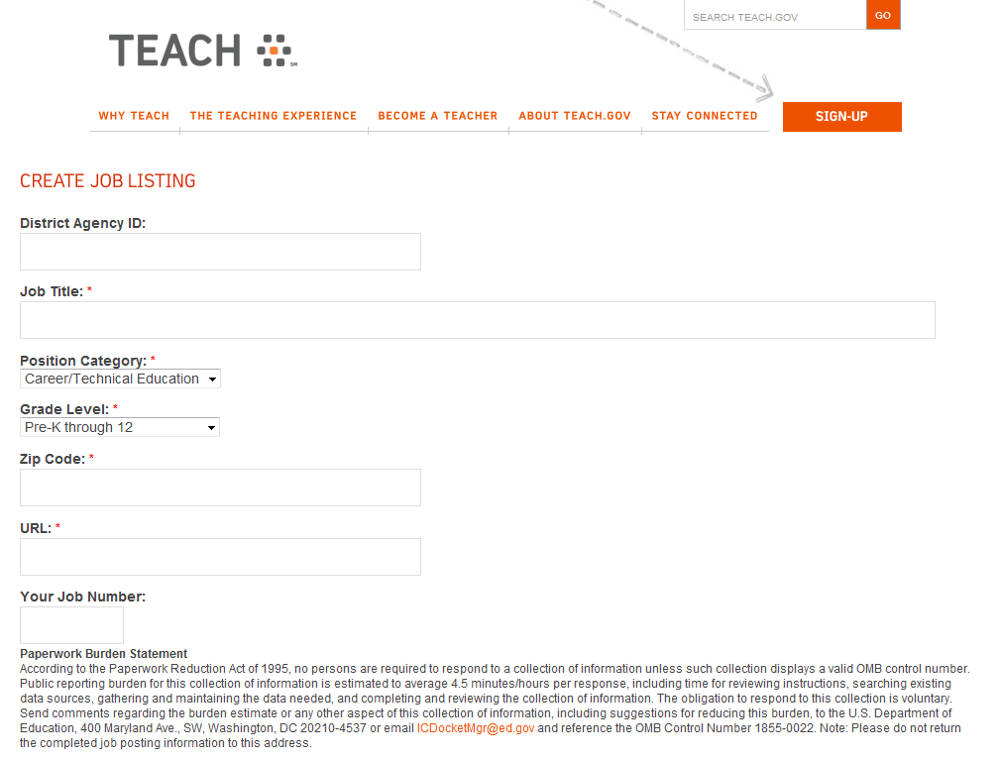 SEARCH TEACH.GOV
GO
TEACH
SM
WHY TEACH
THE TEACHING EXPERIENCE
BECOME A TEACHER
ABOUT TEACH.GOV
STAY CONNECTED
SIGN-UP
CREATE JOB LISTING
District Agency ID:
Job Title: *
Position Category: *
Career/Technical Education
Grade Level: *
Pre-K through 12
Zip Code: *
URL: *
Your Job Number:
Paperwork Burden Statement
According to the Paperwork Reduction Act of 1995, no persons are required to respond to a collection of information unless such collection displays a valid OMB control number.
Public reporting burden for this collection of information is estimated to average 4.5 minutes/hours per response, including time for reviewing instructions, searching existing
data sources, gathering and maintaining the data needed, and completing and reviewing the collection of information. The obligation to respond to this collection is voluntary.
Send comments regarding the burden estimate or any other aspect of this collection of information, including suggestions for reducing this burden, to the U.S. Department of
Education, 400 Maryland Ave., SW, Washington, DC 20210-4537 or email ICDocketMgr@ed.gov and reference the OMB Control Number 1855-0022. Note: Please do not return
the completed job posting information to this address.